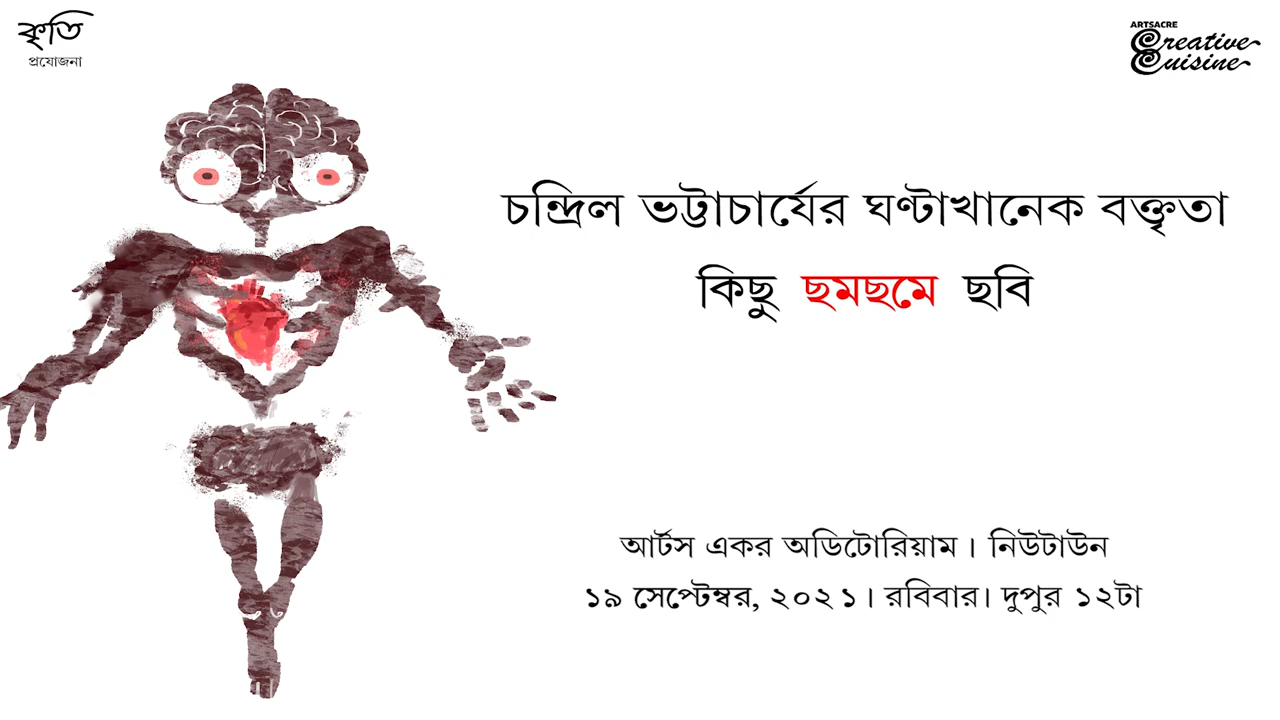 কৃতি
প্রযোজনা
ARTSACRE
Creative
Cuisine
চন্দ্রিল ভট্টাচার্যের ঘণ্টাখানেক বক্তৃতা
কিছু ছমছমে ছবি
আর্টস একর অডিটোরিয়াম। নিউটাউন
১৯ সেপ্টেম্বর, ২০২১। রবিবার। দুপুর ১২টা